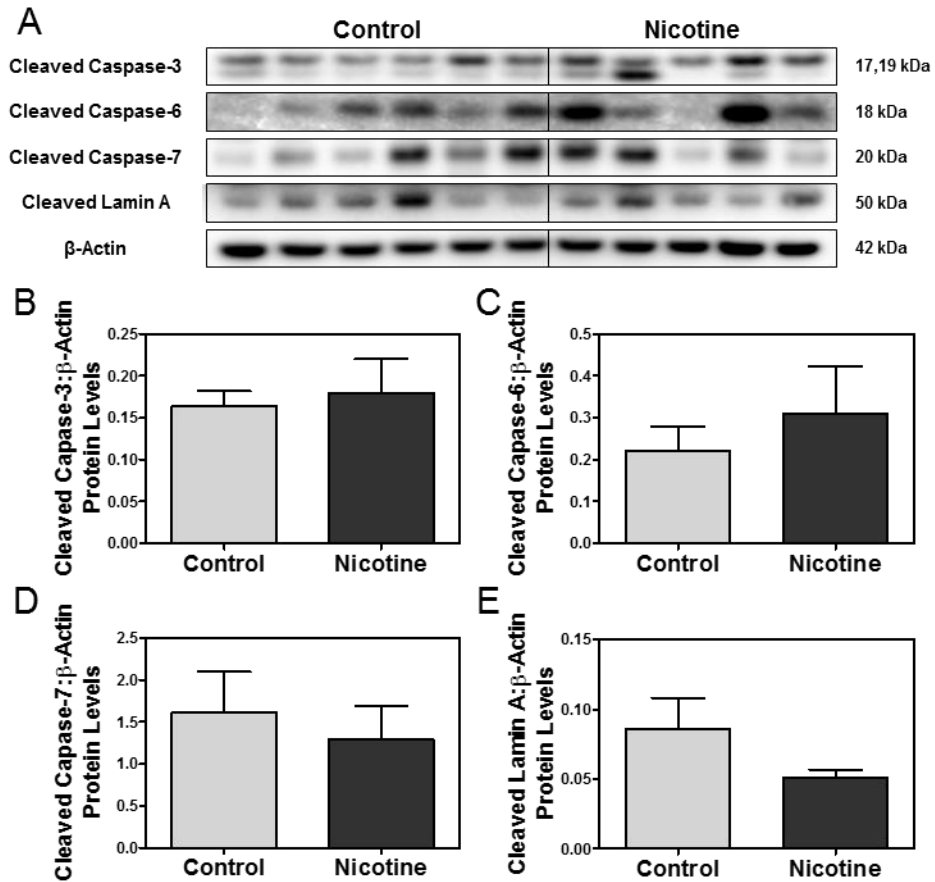 A
Control Nicotine
Cleaved Caspase-3 17,19 kDa
Cleaved Caspase-6 18 kDa
Cleaved Caspase-7 20 kDa
Cleaved Lamin A 50 kDa
β-Actin 42 kDa
B
Cleaved Capase-3:β-Actin
Protein Levels
0.25
0.20
0.15
0.10
0.05
0.00
Control Nicotine
C
Cleaved Capase-6:β-Actin
Protein Levels
0.5
0.4
0.3
0.2
0.1
0.0
Control Nicotine
D
Cleaved Capase-7:β-Actin
Protein Levels
2.5
2.0
1.5
1.0
0.5
0.0
Control Nicotine
E
Cleaved Lamin A:β-Actin
Protein Levels
0.15
0.10
0.05
0.00
Control Nicotine